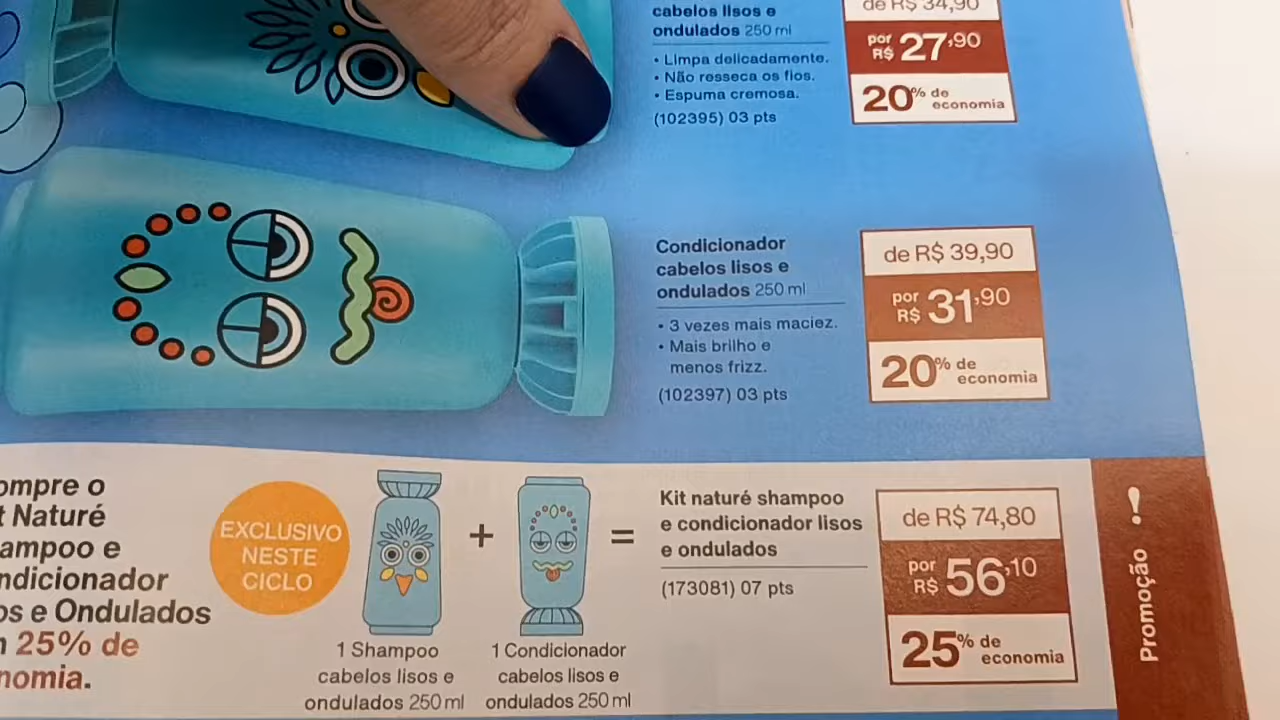 cabelos lisos e
ondulados 250 ml
• Limpa delicadamente.
• Não resseca os fios.
• Espuma cremosa.
(102395) 03 pts
de R$ 34,90
por R$ 27,90
20% de economia
Condicionador
cabelos lisos e
ondulados 250 ml
• 3 vezes mais maciez.
• Mais brilho e
menos frizz.
(102397) 03 pts
de R$ 39,90
por R$ 31,90
20% de economia
ompre o
t Naturé
ampoo e
ndicionador
os e Ondulados
25% de
nomia.
EXCLUSIVO
NESTE
CICLO
+
=
1 Shampoo
cabelos lisos e
ondulados 250 ml
1 Condicionador
cabelos lisos e
ondulados 250 ml
Kit naturé shampoo
e condicionador lisos
e ondulados
(173081) 07 pts
de R$ 74,80
por R$ 56,10
25% de economia
Promoção !